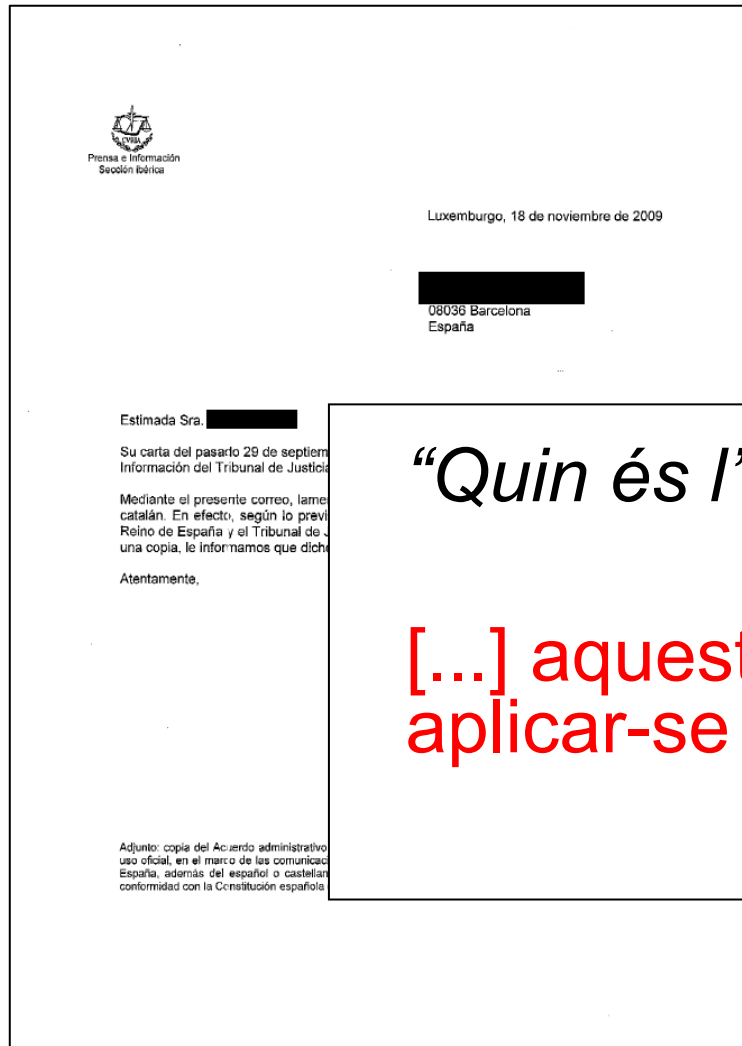 CVRIA
Prensa e Información
Sección ibérica
Luxemburgo, 18 de noviembre de 2009
08036 Barcelona
España
Estimada Sra.
Su carta del pasado 29 de septiem
Información del Tribunal de Justicia
Mediante el presente correo, lame
catalán. En efecto, según lo previ
Reino de España y el Tribunal de J
una copia, le informamos que dich
Atentamente,
“Quin és l’
[...] aquest
aplicar-se
Adjunto: copia del Acuerdo administrativo
uso oficial, en el marco de las comunicaci
España, además del español o castellan
conformidad con la Constitución española